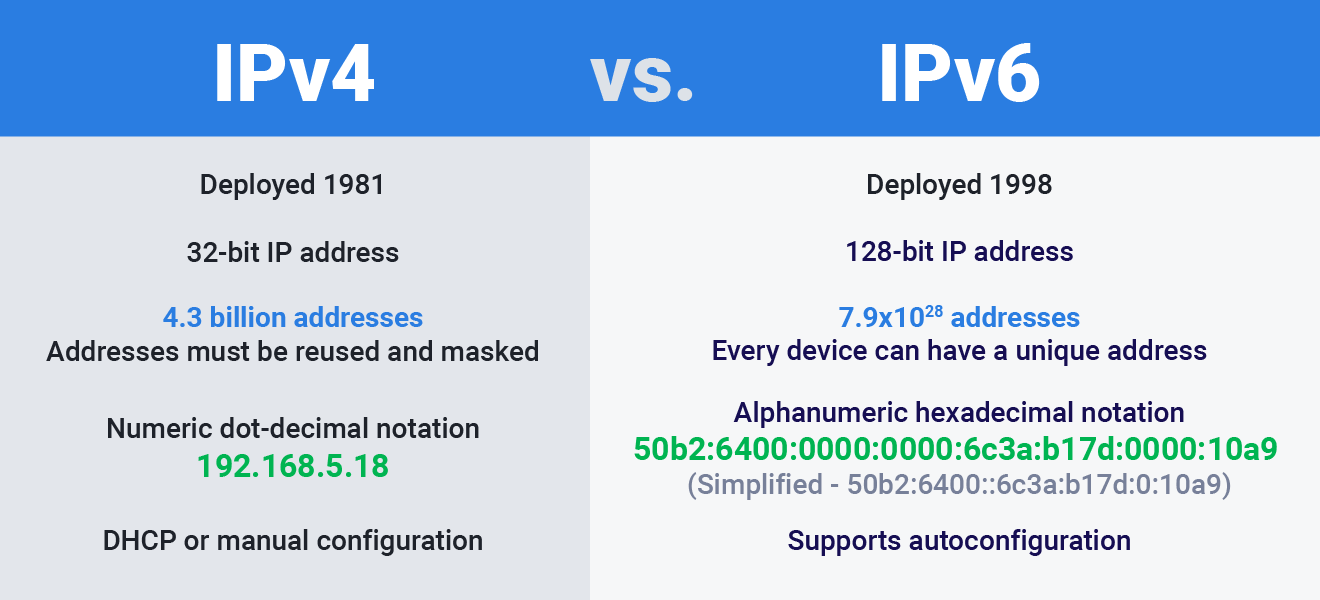 IPv4 vs. IPv6
Deployed 1981
32-bit IP address
4.3 billion addresses
Addresses must be reused and masked
Numeric dot-decimal notation
192.168.5.18
DHCP or manual configuration
Deployed 1998
128-bit IP address
7.9x10²⁸ addresses
Every device can have a unique address
Alphanumeric hexadecimal notation
50b2:6400:0000:0000:6c3a:b17d:0000:10a9
(Simplified - 50b2:6400::6c3a:b17d:0:10a9)
Supports autoconfiguration